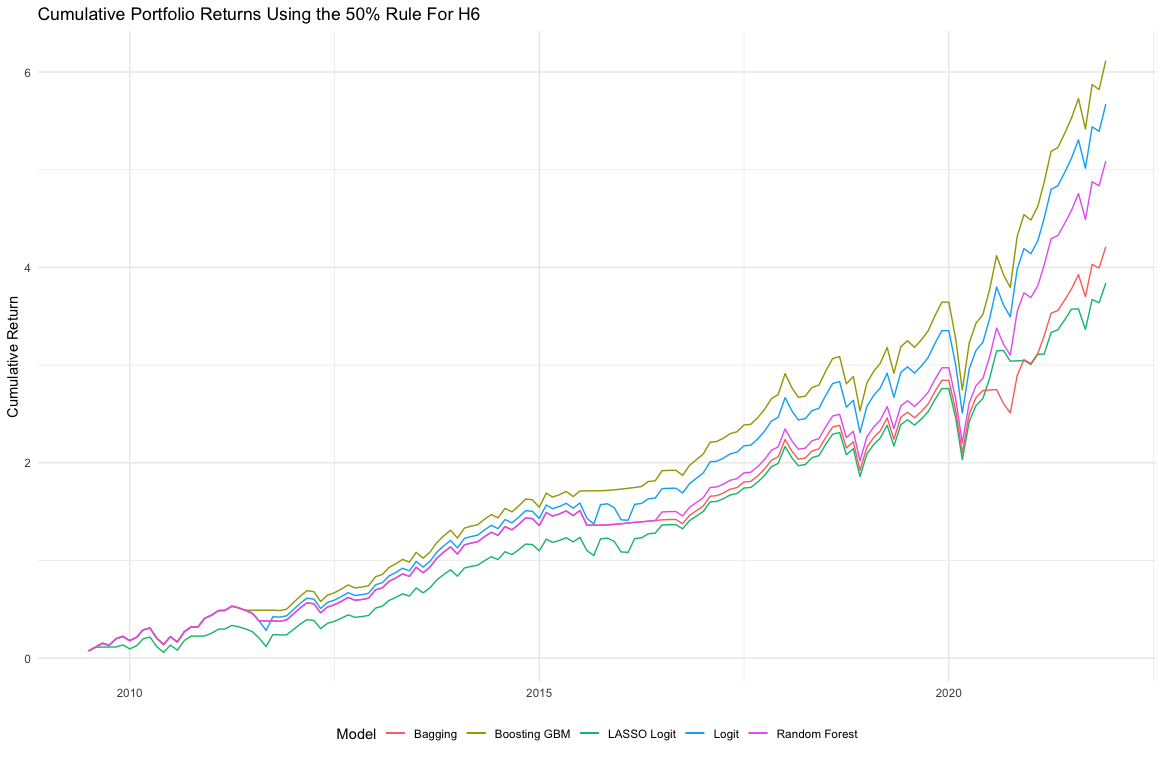 Cumulative Portfolio Returns Using the 50% Rule For H6
6
4
2
0
Cumulative Return
2010 2015 2020
Model Bagging Boosting GBM LASSO Logit Logit Random Forest